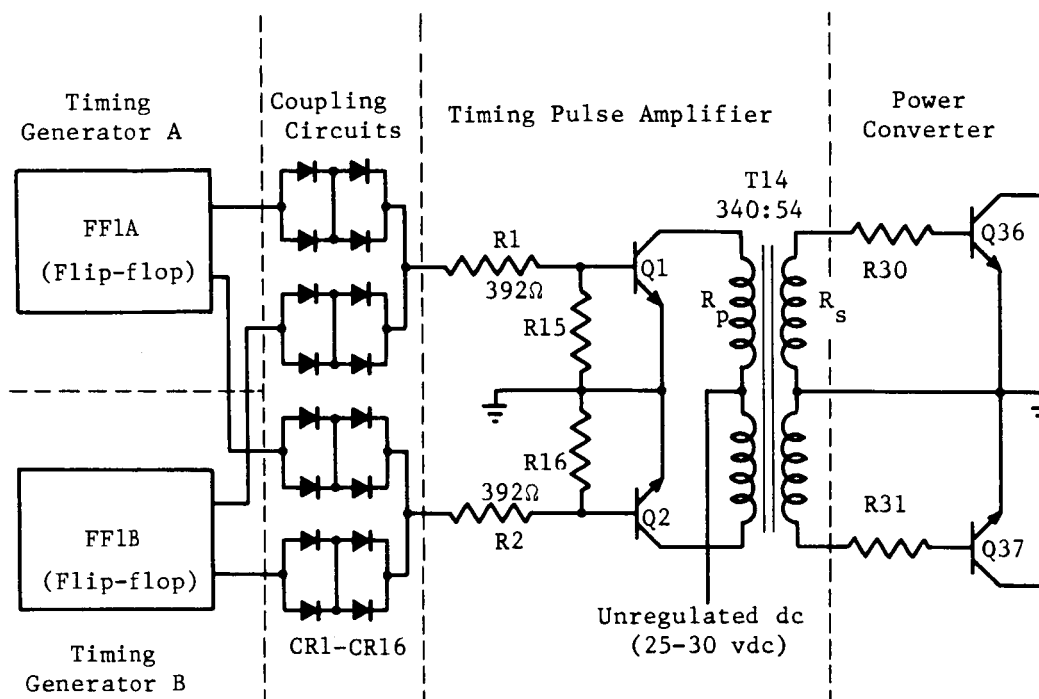 Timing
Generator A
Coupling
Circuits
Timing Pulse Amplifier
Power
Converter
FF1A
(Flip-flop)
T14
340:54
R1
392Ω
Q1
R15
Rp
Rs
R30
Q36
R16
392Ω
R2
Q2
R31
Q37
FF1B
(Flip-flop)
CR1-CR16
Unregulated dc
(25-30 vdc)
Timing
Generator B